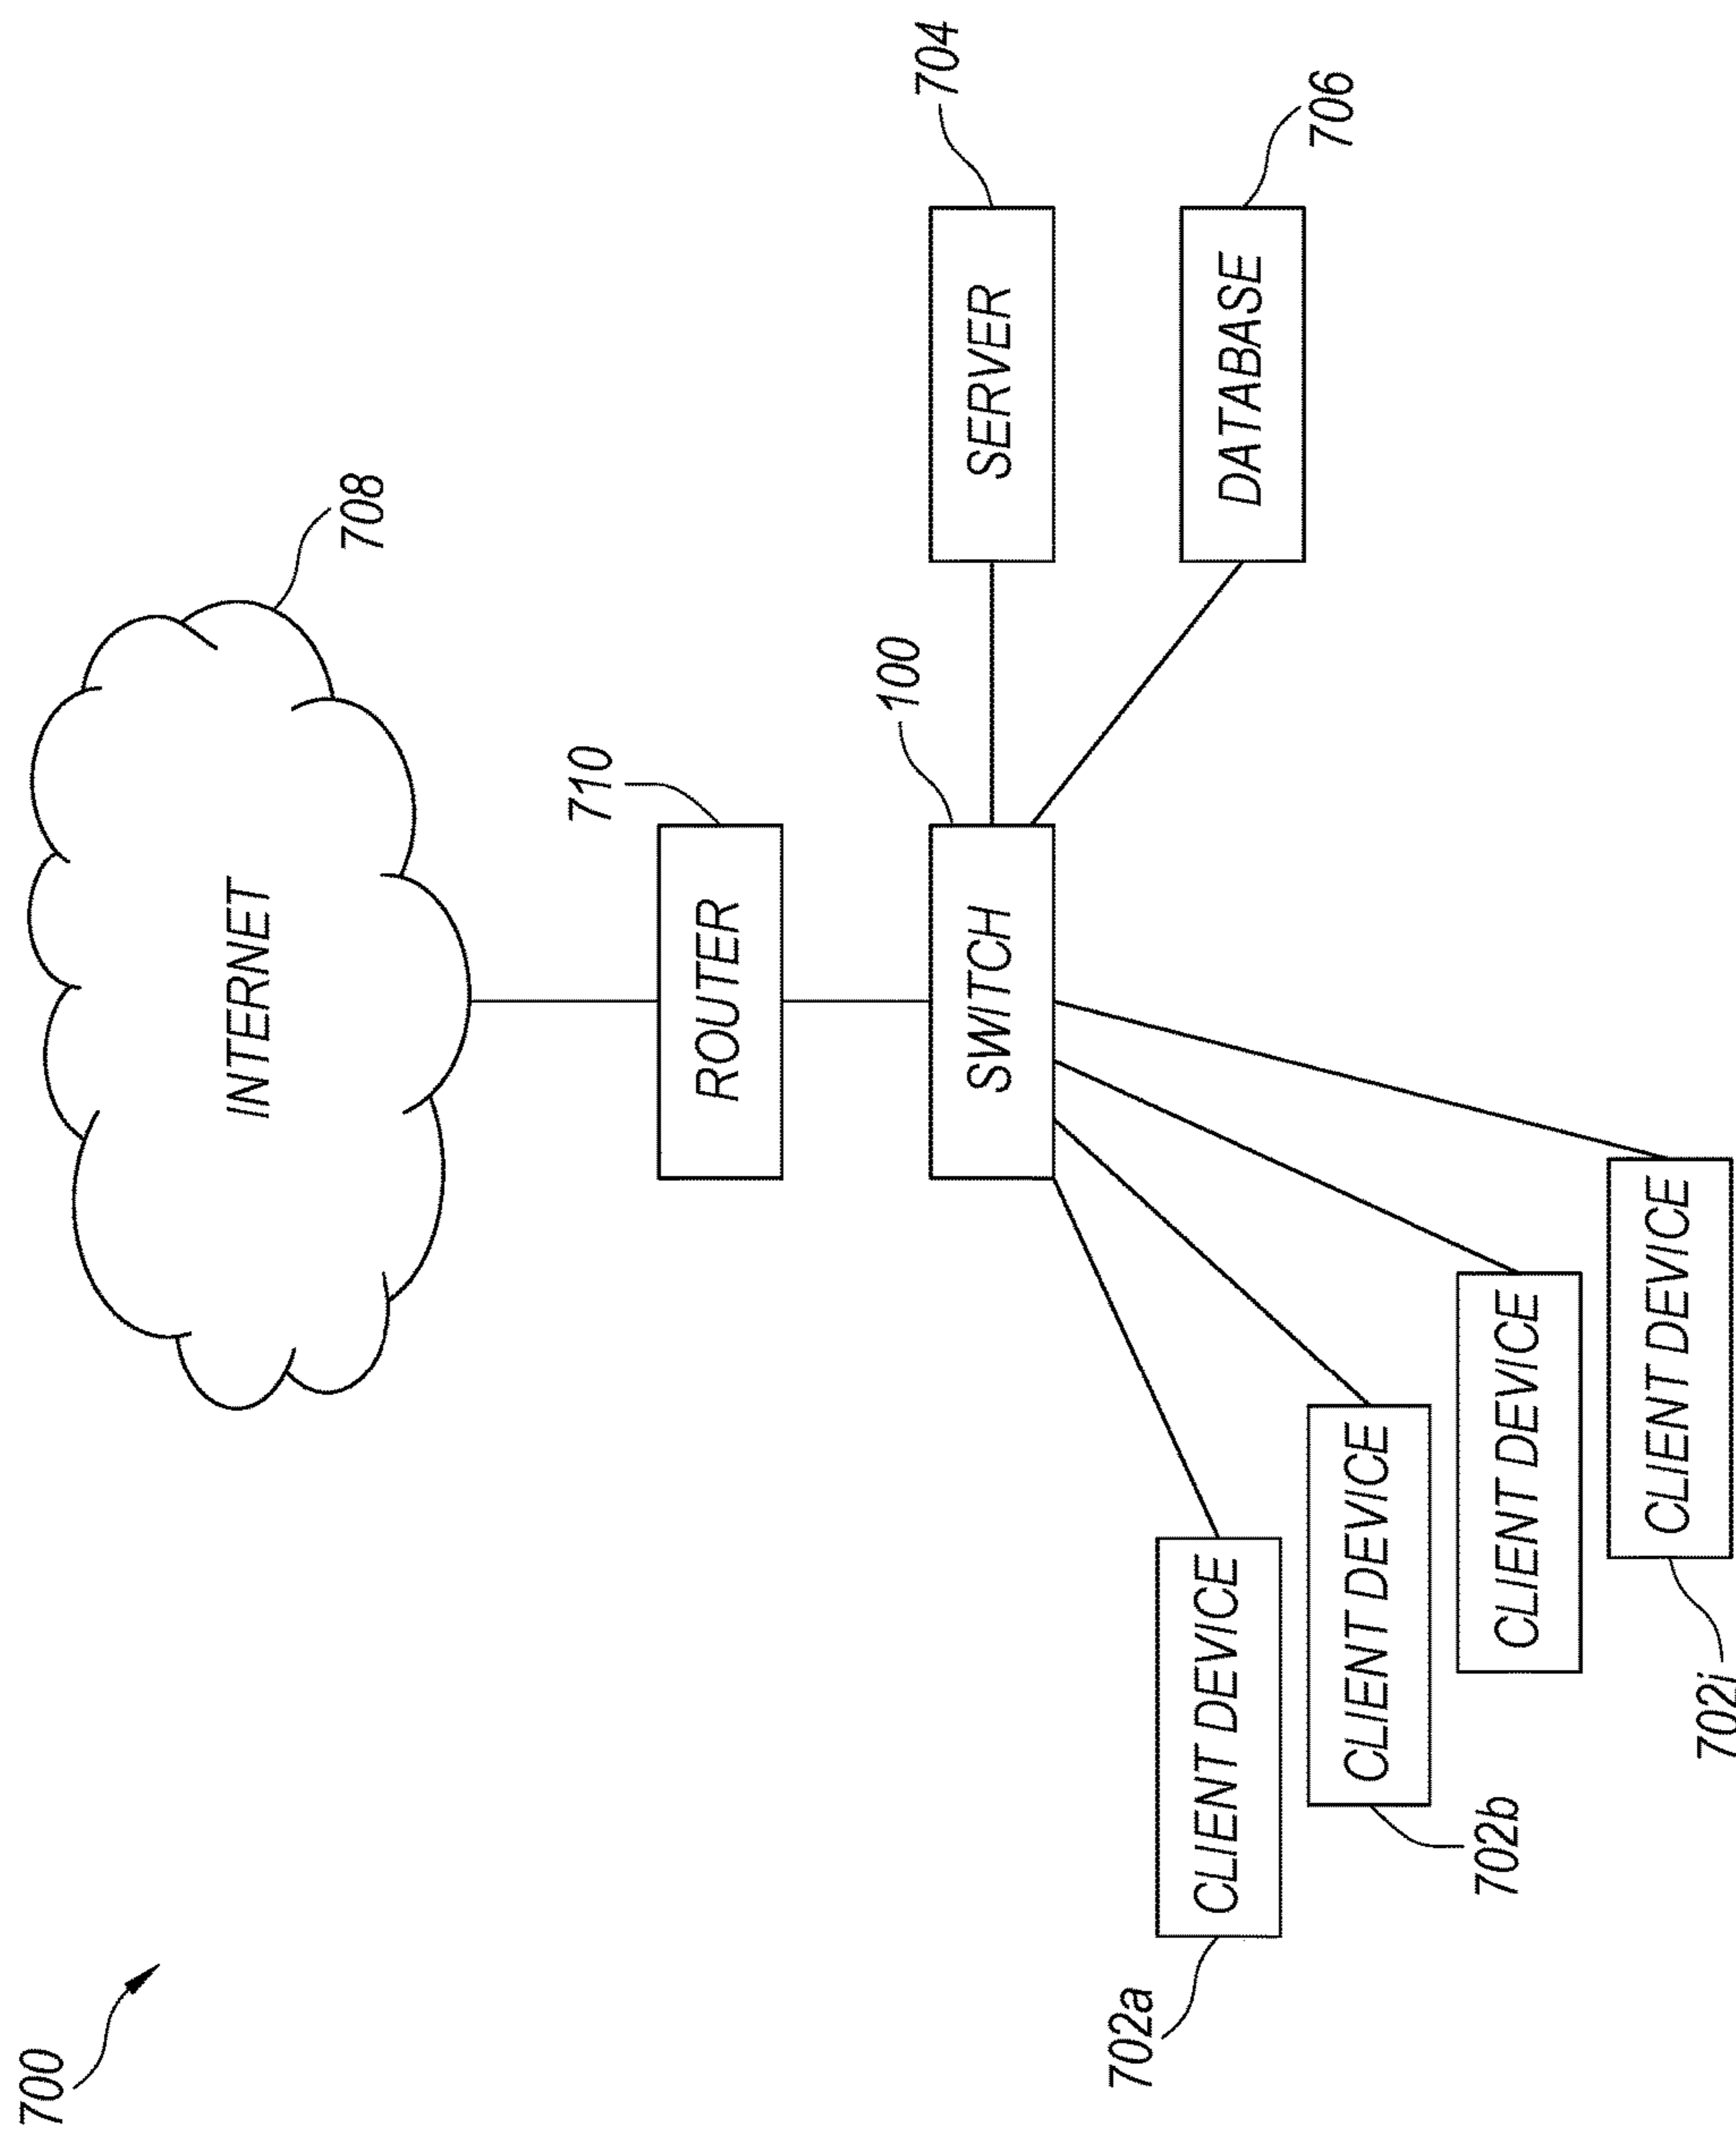 700
INTERNET
708
ROUTER
710
SWITCH
100
SERVER
704
DATABASE
706
CLIENT DEVICE
702a
CLIENT DEVICE
702b
CLIENT DEVICE
CLIENT DEVICE
702i